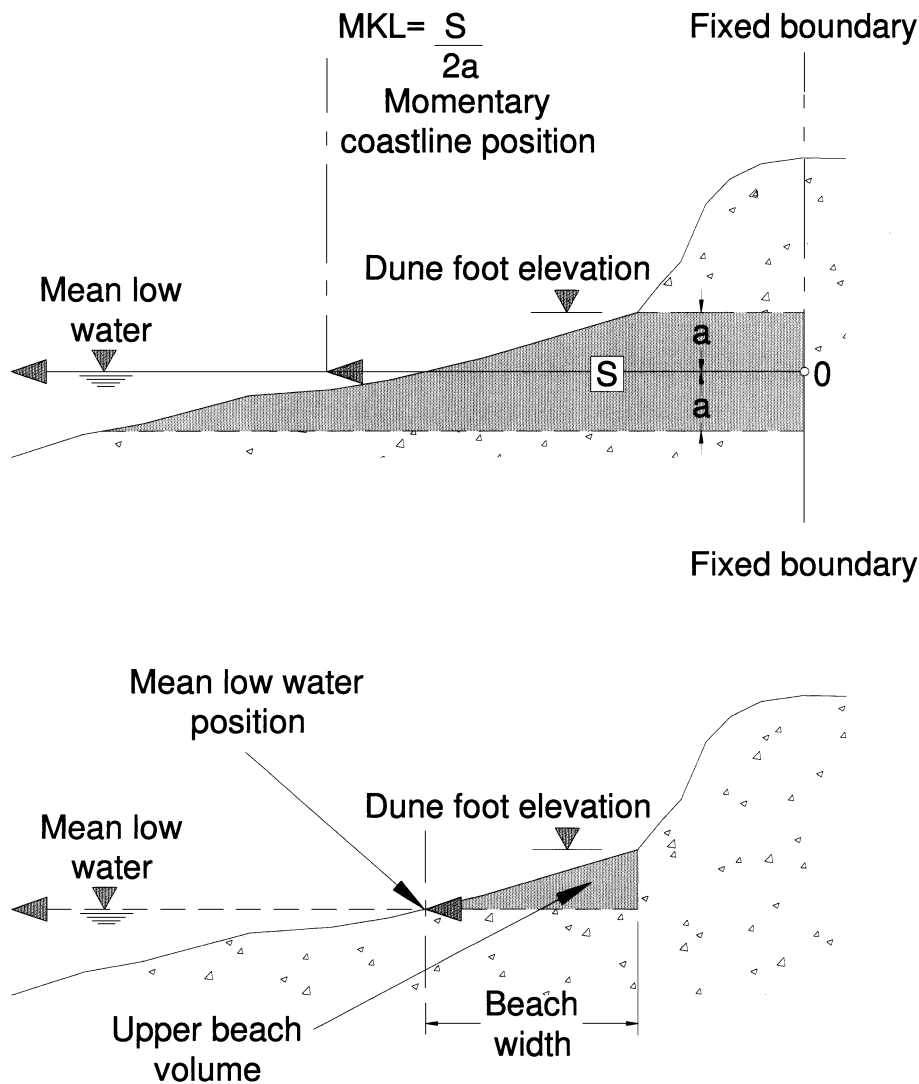 MKL= S
2a
Fixed boundary
Momentary
coastline position
Dune foot elevation
Mean low
water
a
S
0
a
Fixed boundary
Mean low water
position
Dune foot elevation
Mean low
water
Upper beach
volume
Beach
width